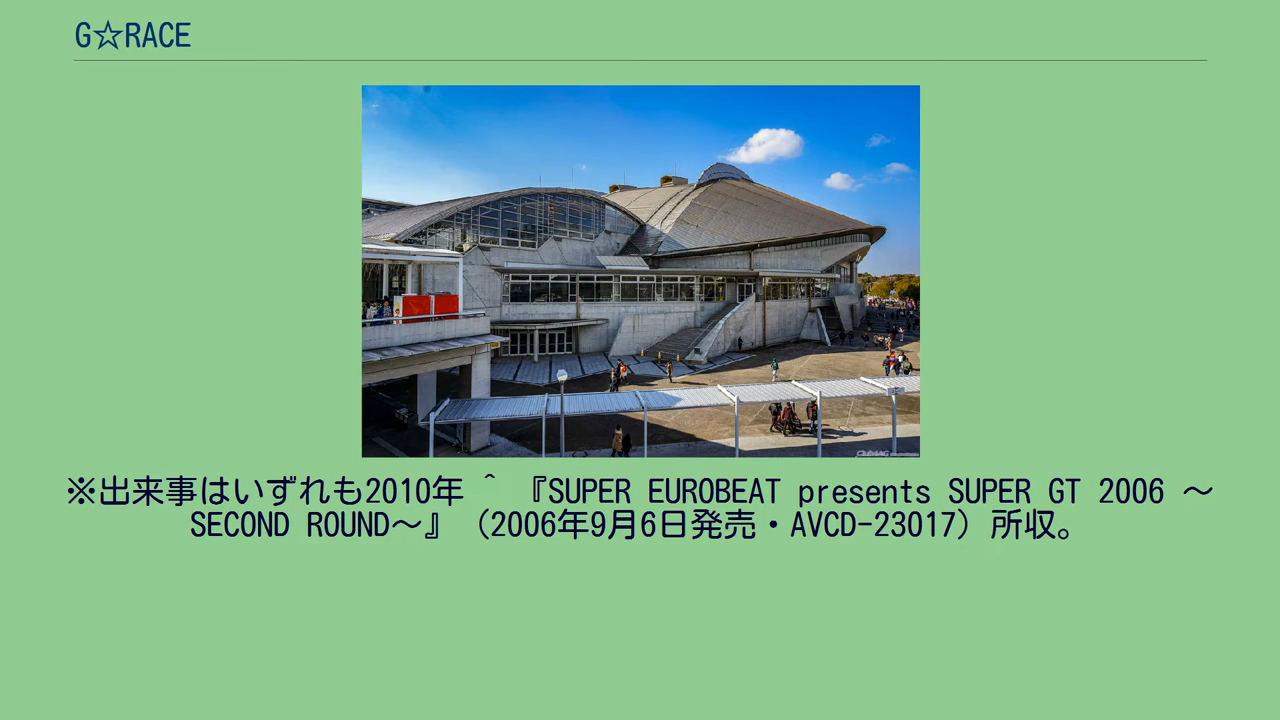 G☆RACE
※出来事はいずれも2010年 ^ 『SUPER EUROBEAT presents SUPER GT 2006 ～
SECOND ROUND～』（2006年9月6日発売・AVCD-23017）所収。